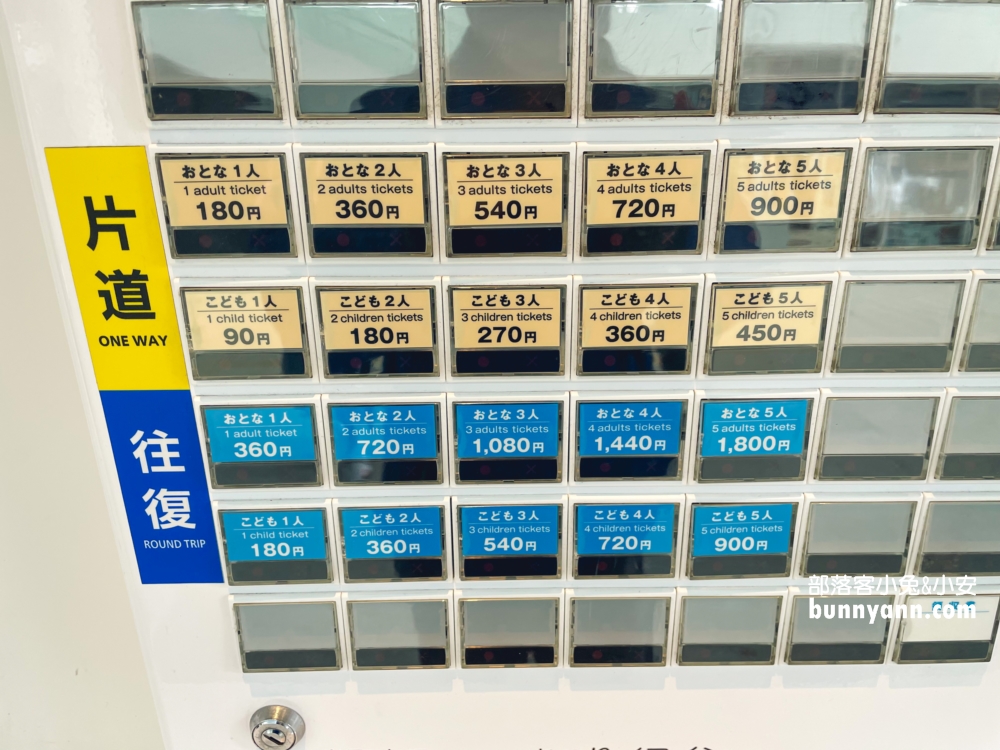 片道
ONE WAY
おとな1人
1 adult ticket
180円
おとな2人
2 adults tickets
360円
おとな3人
3 adults tickets
540円
おとな4人
4 adults tickets
720円
おとな5人
5 adults tickets
900円
こども1人
1 child ticket
90円
こども2人
2 children tickets
180円
こども3人
3 children tickets
270円
こども4人
4 children tickets
360円
こども5人
5 children tickets
450円
往復
ROUND TRIP
おとな1人
1 adult ticket
360円
おとな2人
2 adults tickets
720円
おとな3人
3 adults tickets
1,080円
おとな4人
4 adults tickets
1,440円
おとな5人
5 adults tickets
1,800円
こども1人
1 child ticket
180円
こども2人
2 children tickets
360円
こども3人
3 children tickets
540円
こども4人
4 children tickets
720円
こども5人
5 children tickets
900円
部落客小兔&小安
bunnyann.com